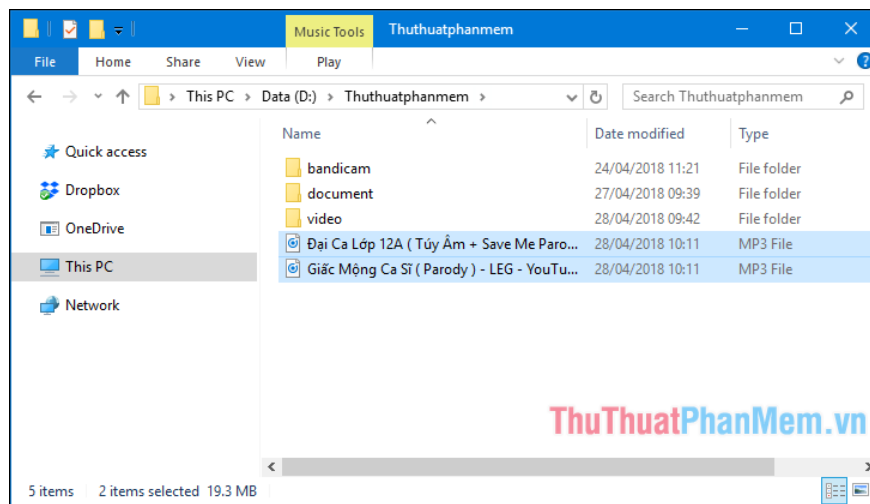 Music Tools Thuthuatphanmem
File Home Share View Play
This PC > Data (D:) > Thuthuatphanmem > Search Thuthuatphanmem
Name Date modified Type
Quick access
bandicam 24/04/2018 11:21 File folder
Dropbox
document 27/04/2018 09:39 File folder
video 28/04/2018 09:42 File folder
OneDrive
Đại Ca Lớp 12A ( Túy Âm + Save Me Paro... 28/04/2018 10:11 MP3 File
This PC
Giấc Mộng Ca Sĩ ( Parody ) - LEG - YouTu... 28/04/2018 10:11 MP3 File
Network
ThuThuatPhanMem.vn
5 items 2 items selected 19.3 MB